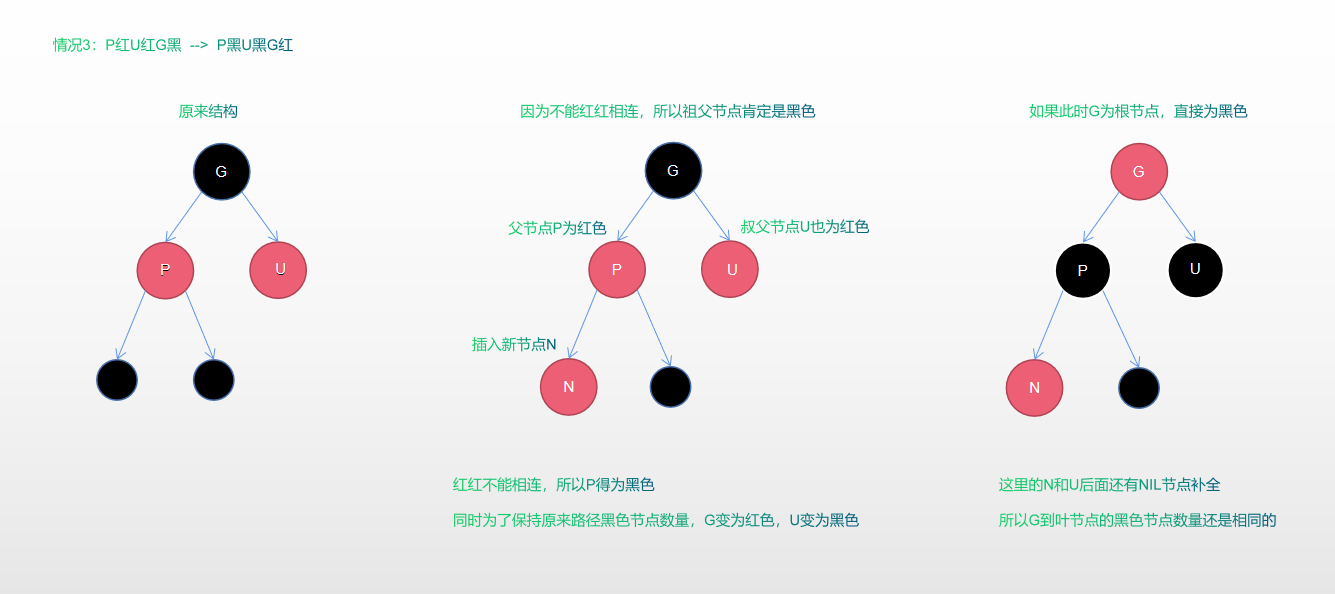 情况3：P红U红G黑 --> P黑U黑G红
原来结构
因为不能红红相连，所以祖父节点肯定是黑色
如果此时G为根节点，直接为黑色
G
G
G
父节点P为红色
叔父节点U也为红色
P
U
P
U
P
U
插入新节点N
N
N
红红不能相连，所以P得为黑色
这里的N和U后面还有NIL节点补全
同时为了保持原来路径黑色节点数量，G变为红色，U变为黑色
所以G到叶节点的黑色节点数量还是相同的